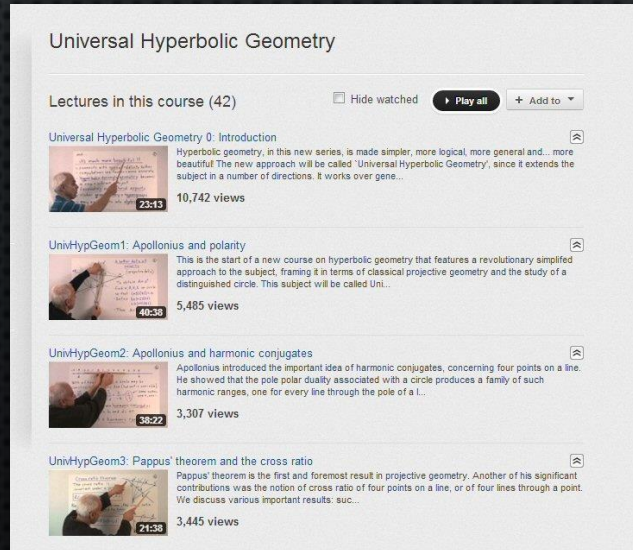 Universal Hyperbolic Geometry
Lectures in this course (42)
Hide watched
Play all
+ Add to
Universal Hyperbolic Geometry 0: Introduction
Hyperbolic geometry, in this new series, is made simpler, more logical, more general and... more
beautiful! The new approach will be called `Universal Hyperbolic Geometry', since it extends the
subject in a number of directions. It works over gene...
23:13
10,742 views
UnivHypGeom1: Apollonius and polarity
This is the start of a new course on hyperbolic geometry that features a revolutionary simplifed
approach to the subject, framing it in terms of classical projective geometry and the study of a
distinguished circle. This subject will be called Uni...
40:38
5,485 views
UnivHypGeom2: Apollonius and harmonic conjugates
Apollonius introduced the important idea of harmonic conjugates, concerning four points on a line.
He showed that the pole polar duality associated with a circle produces a family of such
harmonic ranges, one for every line through the pole of a l...
38:22
3,307 views
UnivHypGeom3: Pappus' theorem and the cross ratio
Pappus' theorem is the first and foremost result in projective geometry. Another of his significant
contributions was the notion of cross ratio of four points on a line, or of four lines through a point.
We discuss various important results: suc...
21:38
3,445 views